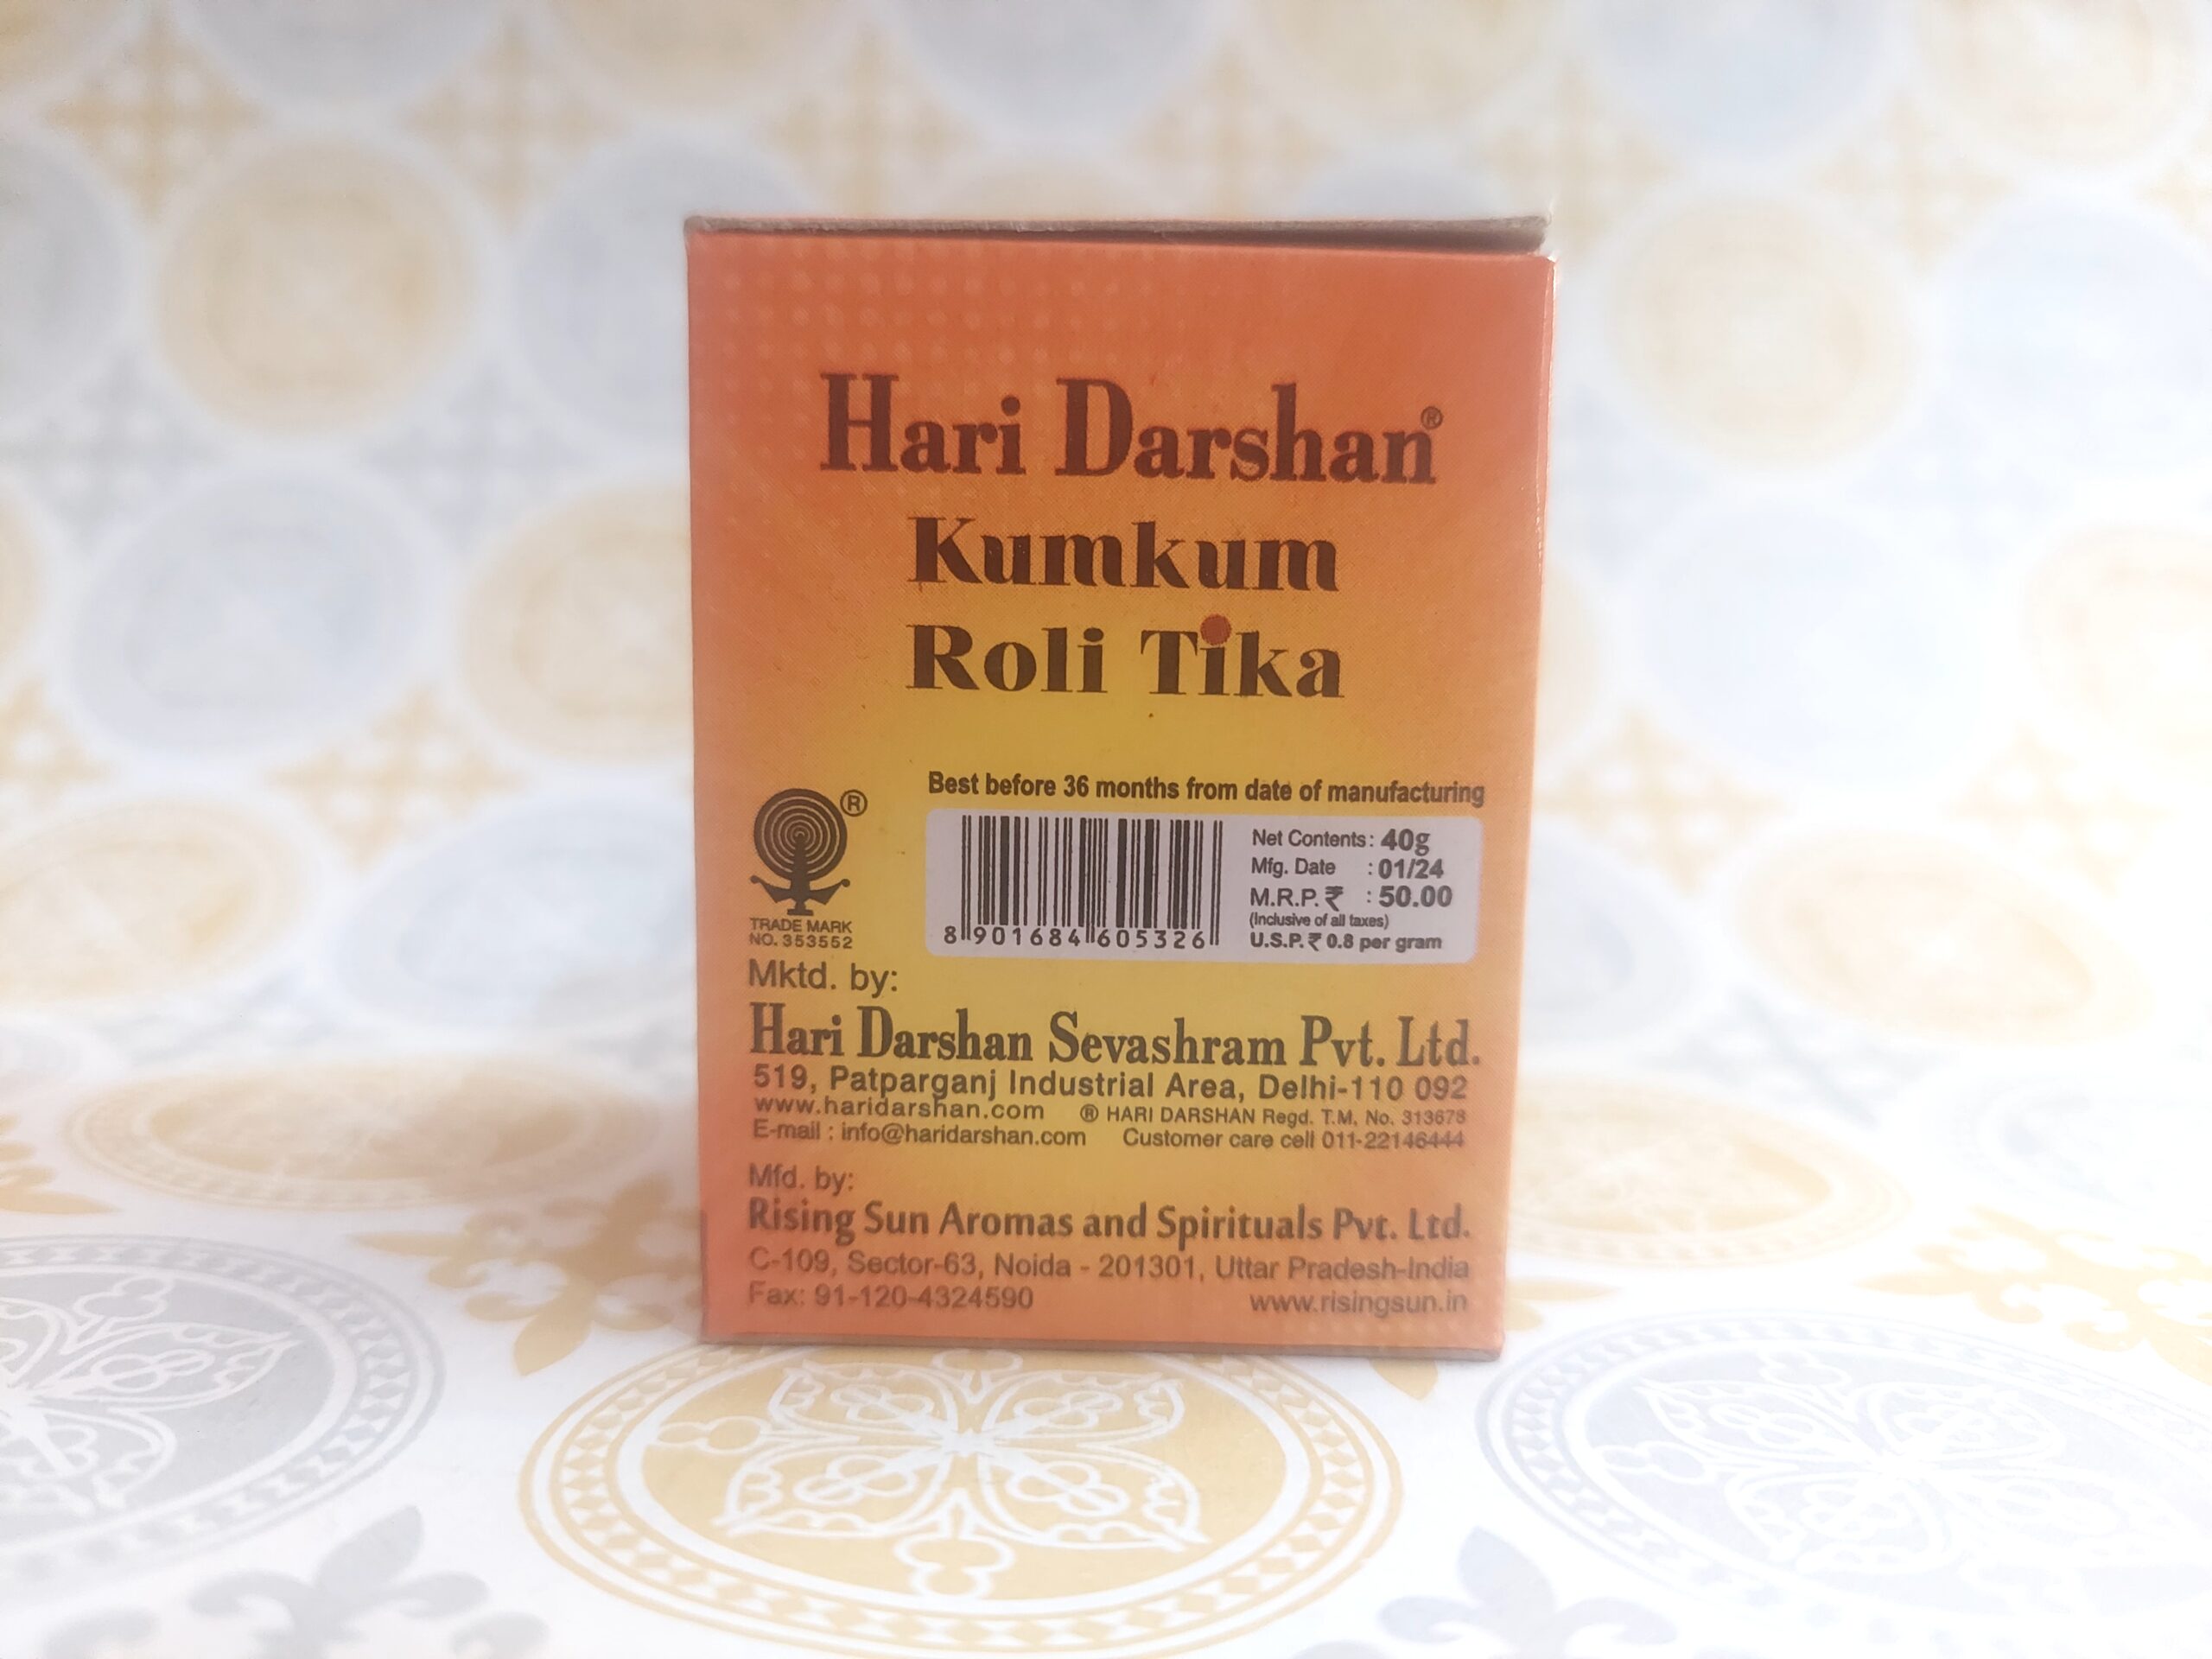 Hari Darshan®
Kumkum
Roli Tika
Best before 36 months from date of manufacturing
®
TRADE MARK
NO. 353552
8 901684 605326
Net Contents : 40g
Mfg. Date : 01/24
M.R.P. ₹ : 50.00
(Inclusive of all taxes)
U.S.P. ₹ 0.8 per gram
Mktd. by:
Hari Darshan Sevashram Pvt. Ltd.
519, Patparganj Industrial Area, Delhi-110 092
www.haridarshan.com ® HARI DARSHAN Regd. T.M. No. 313678
E-mail : info@haridarshan.com Customer care cell 011-22146444
Mfd. by:
Rising Sun Aromas and Spirituals Pvt. Ltd.
C-109, Sector-63, Noida - 201301, Uttar Pradesh-India
Fax: 91-120-4324590 www.risingsun.in